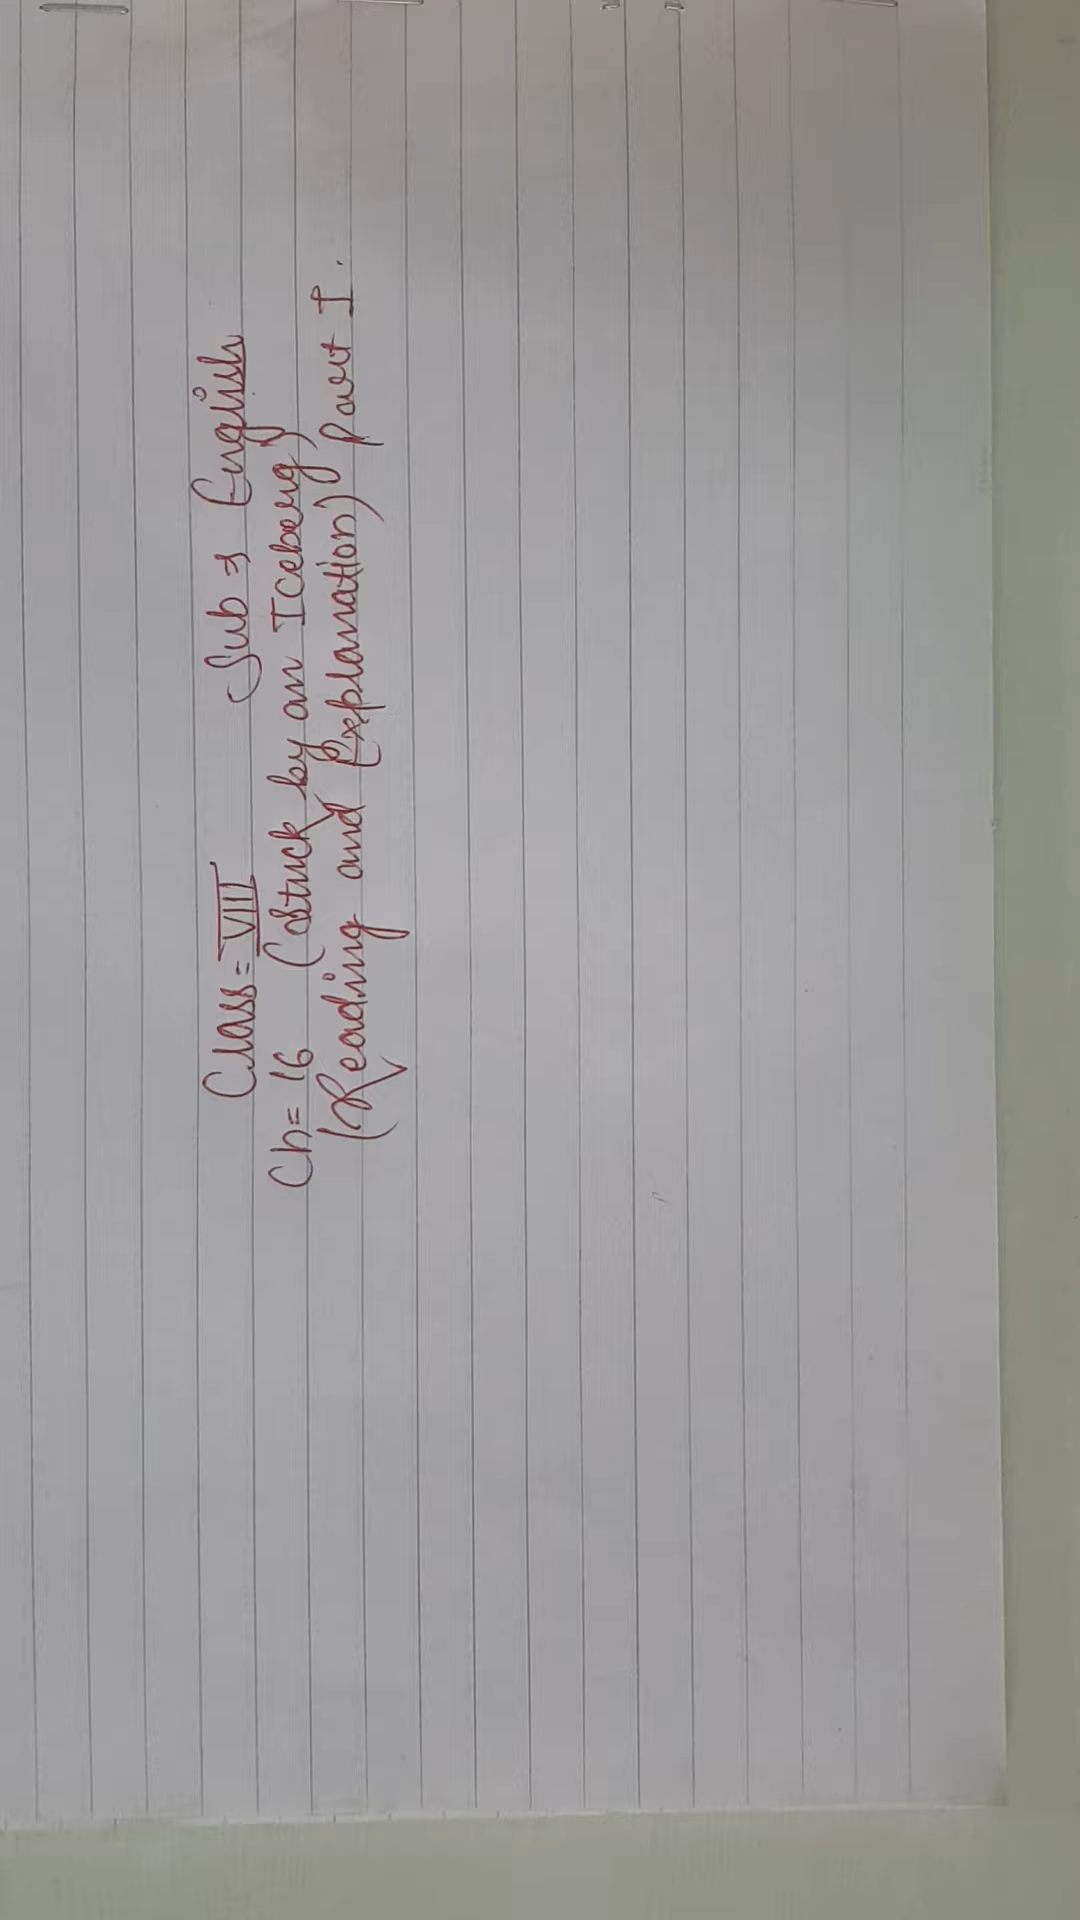 Class = VIII Sub → English
Ch = 16 (Struck by an Iceberg)
(Reading and Explanation) Part I.